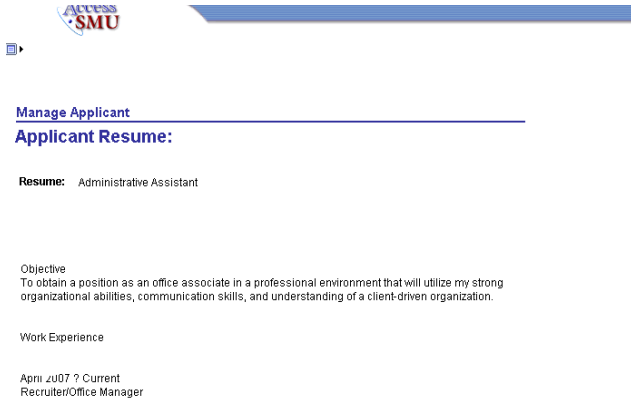 Access
SMU
Manage Applicant
Applicant Resume:
Resume: Administrative Assistant
Objective
To obtain a position as an office associate in a professional environment that will utilize my strong
organizational abilities, communication skills, and understanding of a client-driven organization.
Work Experience
April 2007 ? Current
Recruiter/Office Manager